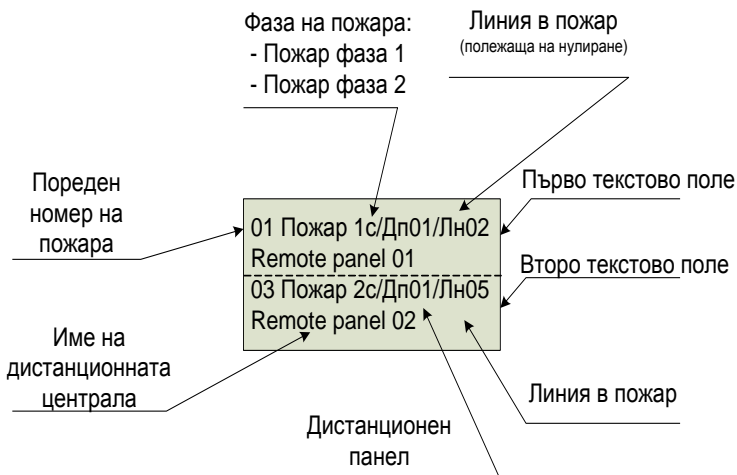 Фаза на пожара:
- Пожар фаза 1
- Пожар фаза 2
Линия в пожар
(полежаща на нулиране)
Пореден
номер на
пожара
Първо текстово поле
01 Пожар 1с/Дп01/Лн02
Remote panel 01
Второ текстово поле
03 Пожар 2с/Дп01/Лн05
Remote panel 02
Име на
дистанционната
централа
Линия в пожар
Дистанционен
панел